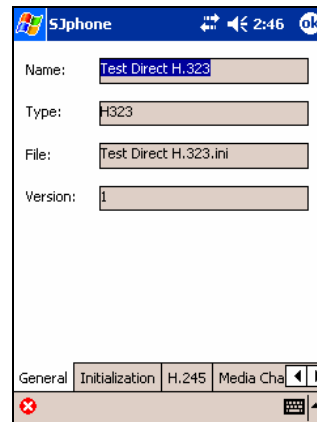 SJphone 2:46 ok
Name: Test Direct H.323
Type: H323
File: Test Direct H.323.ini
Version: 1
General Initialization H.245 Media Cha